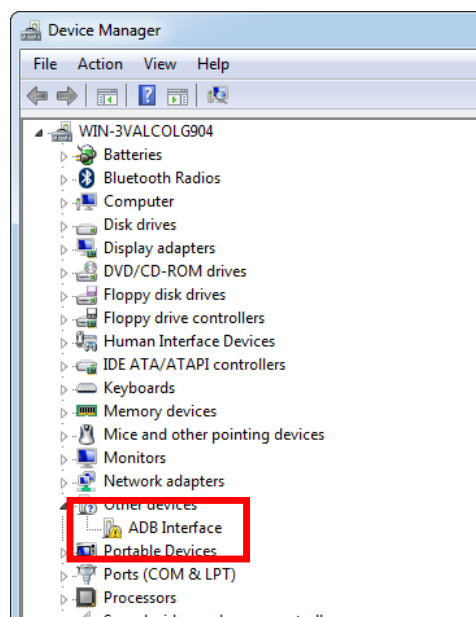 Device Manager
File Action View Help
WIN-3VALCOLG904
Batteries
Bluetooth Radios
Computer
Disk drives
Display adapters
DVD/CD-ROM drives
Floppy disk drives
Floppy drive controllers
Human Interface Devices
IDE ATA/ATAPI controllers
Keyboards
Memory devices
Mice and other pointing devices
Monitors
Network adapters
Other devices
ADB Interface
Portable Devices
Ports (COM & LPT)
Processors